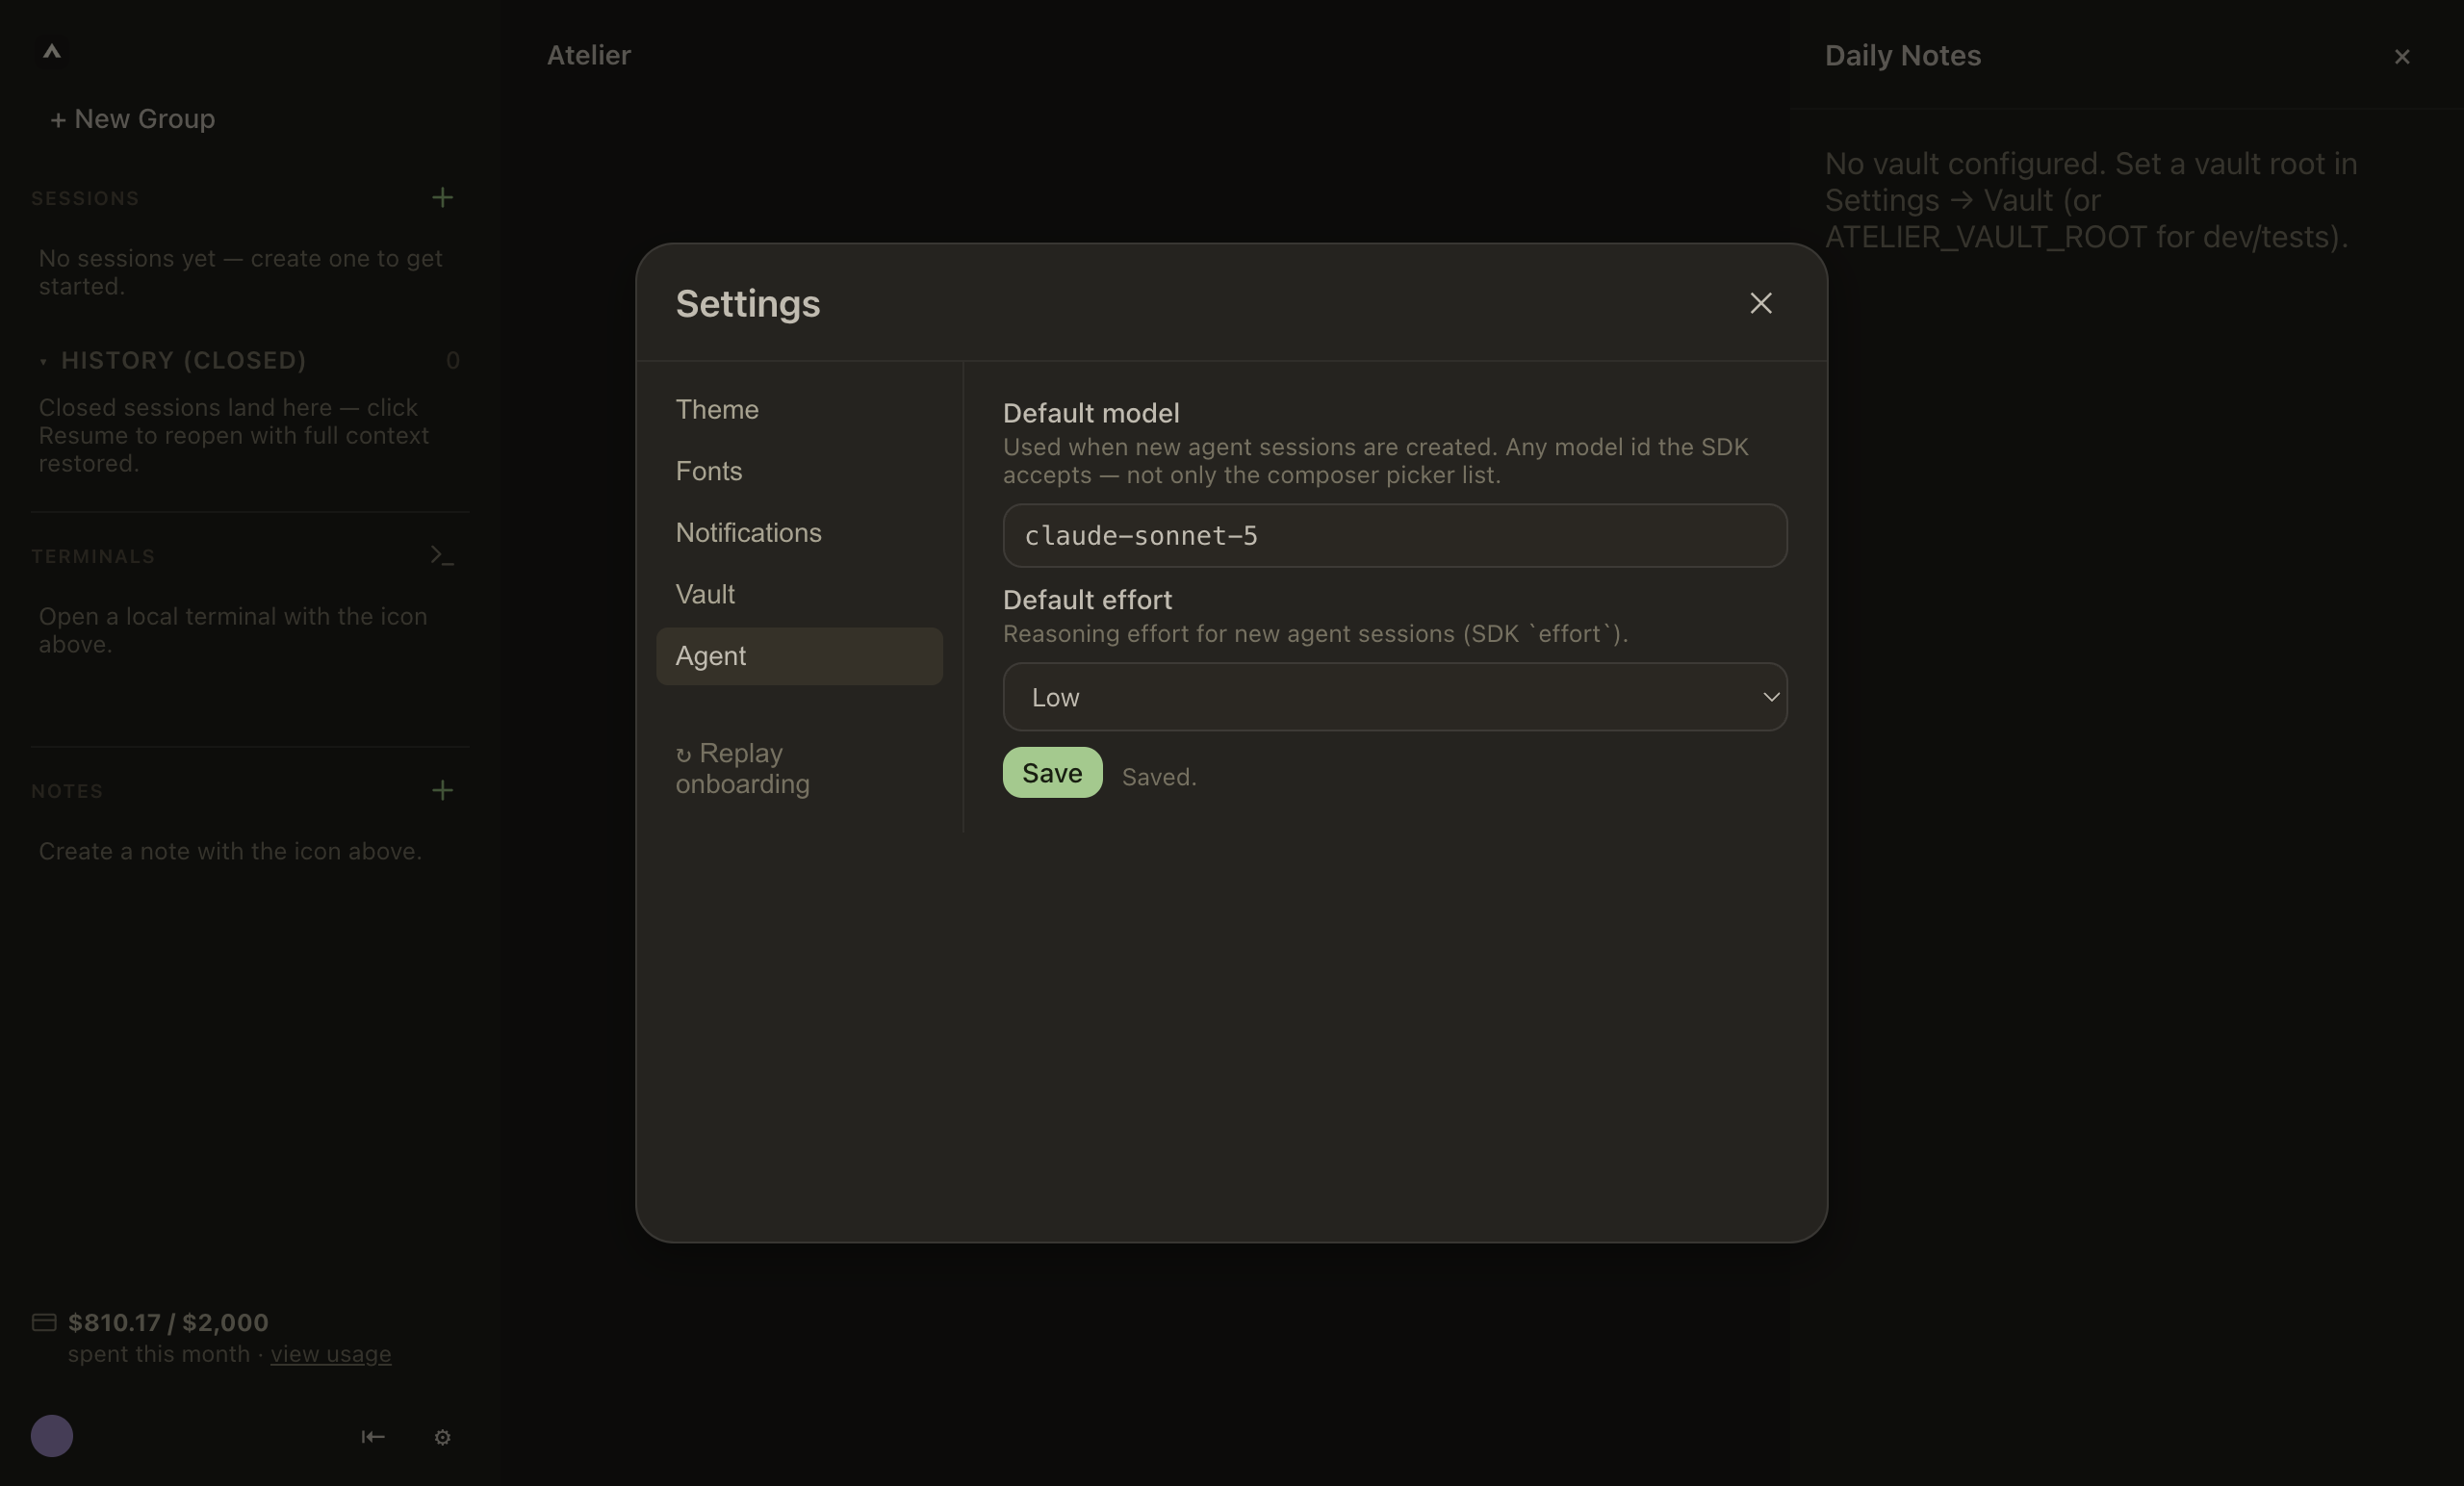 Atelier
Daily Notes
×
+ New Group
No vault configured. Set a vault root in
Settings → Vault (or
ATELIER_VAULT_ROOT for dev/tests).
SESSIONS
+
No sessions yet — create one to get
started.
▾ HISTORY (CLOSED) 0
Closed sessions land here — click
Resume to reopen with full context
restored.
TERMINALS
Open a local terminal with the icon
above.
NOTES
+
Create a note with the icon above.
$810.17 / $2,000
spent this month · view usage
Settings
Theme
Fonts
Notifications
Vault
Agent
↻ Replay
onboarding
Default model
Used when new agent sessions are created. Any model id the SDK
accepts — not only the composer picker list.
claude-sonnet-5
Default effort
Reasoning effort for new agent sessions (SDK `effort`).
Low
Save Saved.